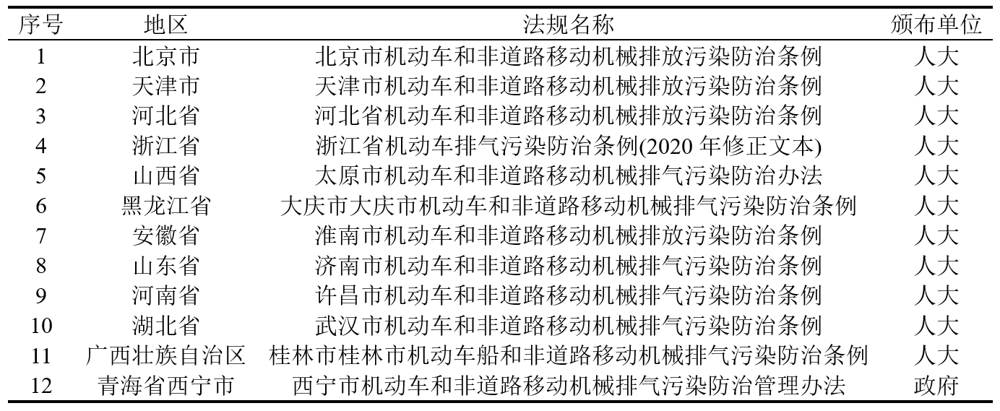 序号 地区 法规名称 颁布单位
1 北京市 北京市机动车和非道路移动机械排放污染防治条例 人大
2 天津市 天津市机动车和非道路移动机械排放污染防治条例 人大
3 河北省 河北省机动车和非道路移动机械排放污染防治条例 人大
4 浙江省 浙江省机动车排气污染防治条例(2020 年修正文本) 人大
5 山西省 太原市机动车和非道路移动机械排气污染防治办法 人大
6 黑龙江省 大庆市大庆市机动车和非道路移动机械排气污染防治条例 人大
7 安徽省 淮南市机动车和非道路移动机械排放污染防治条例 人大
8 山东省 济南市机动车和非道路移动机械排气污染防治条例 人大
9 河南省 许昌市机动车和非道路移动机械排气污染防治条例 人大
10 湖北省 武汉市机动车和非道路移动机械排气污染防治条例 人大
11 广西壮族自治区 桂林市桂林市机动车船和非道路移动机械排气污染防治条例 人大
12 青海省西宁市 西宁市机动车和非道路移动机械排气污染防治管理办法 政府